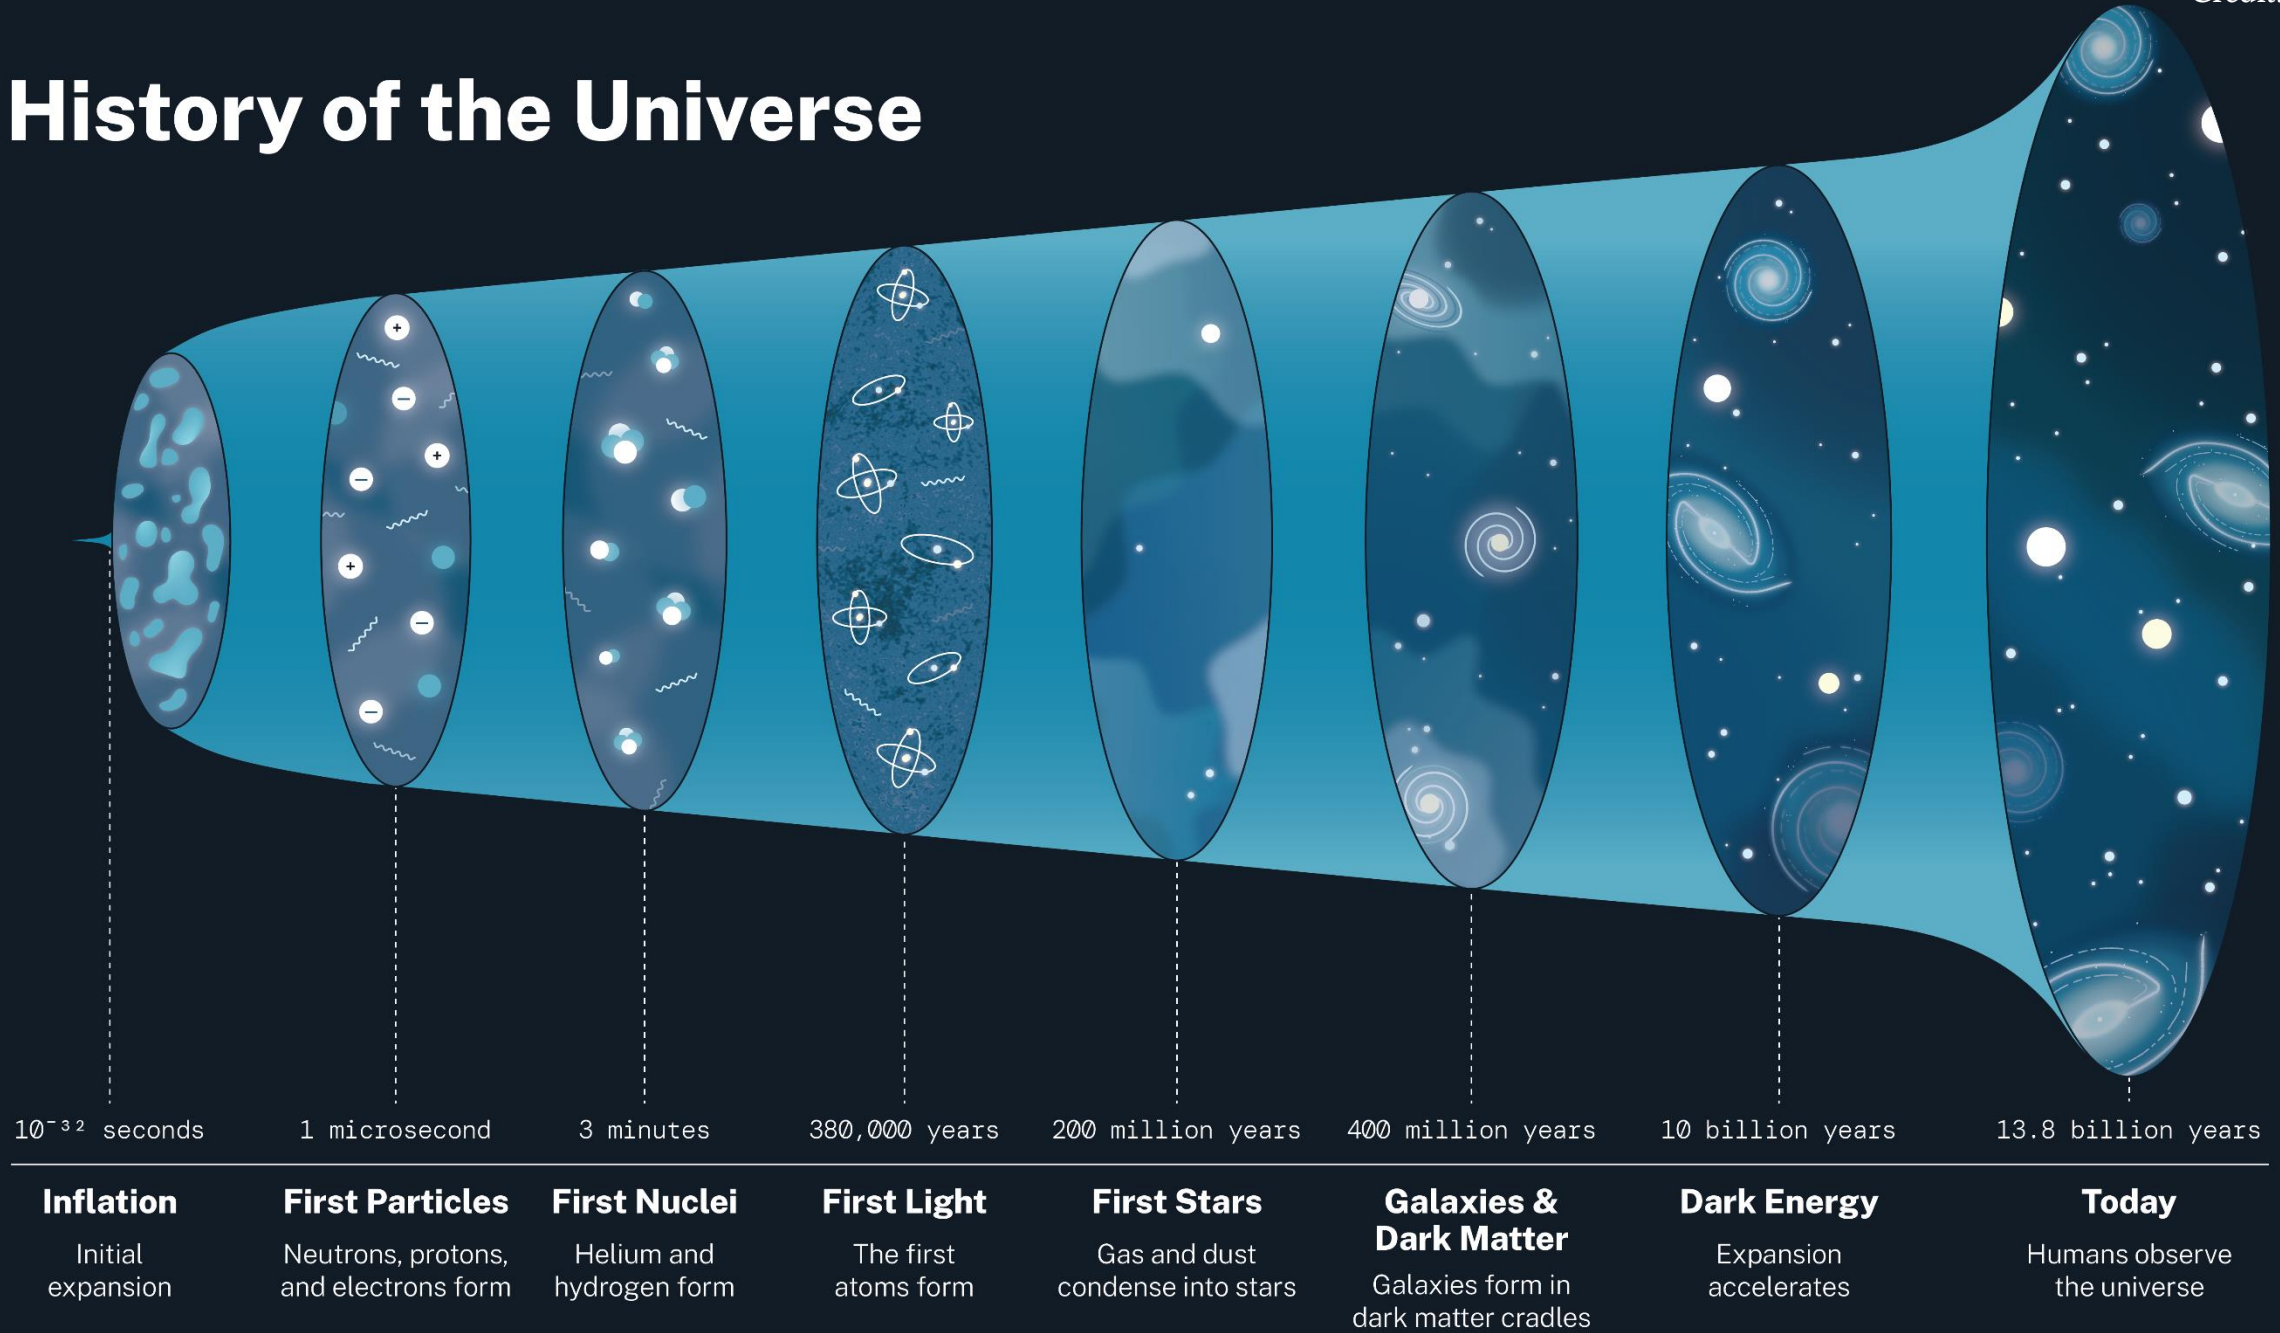 History of the Universe
10⁻³² seconds
1 microsecond
3 minutes
380,000 years
200 million years
400 million years
10 billion years
13.8 billion years
Inflation
Initial
expansion
First Particles
Neutrons, protons,
and electrons form
First Nuclei
Helium and
hydrogen form
First Light
The first
atoms form
First Stars
Gas and dust
condense into stars
Galaxies &
Dark Matter
Galaxies form in
dark matter cradles
Dark Energy
Expansion
accelerates
Today
Humans observe
the universe